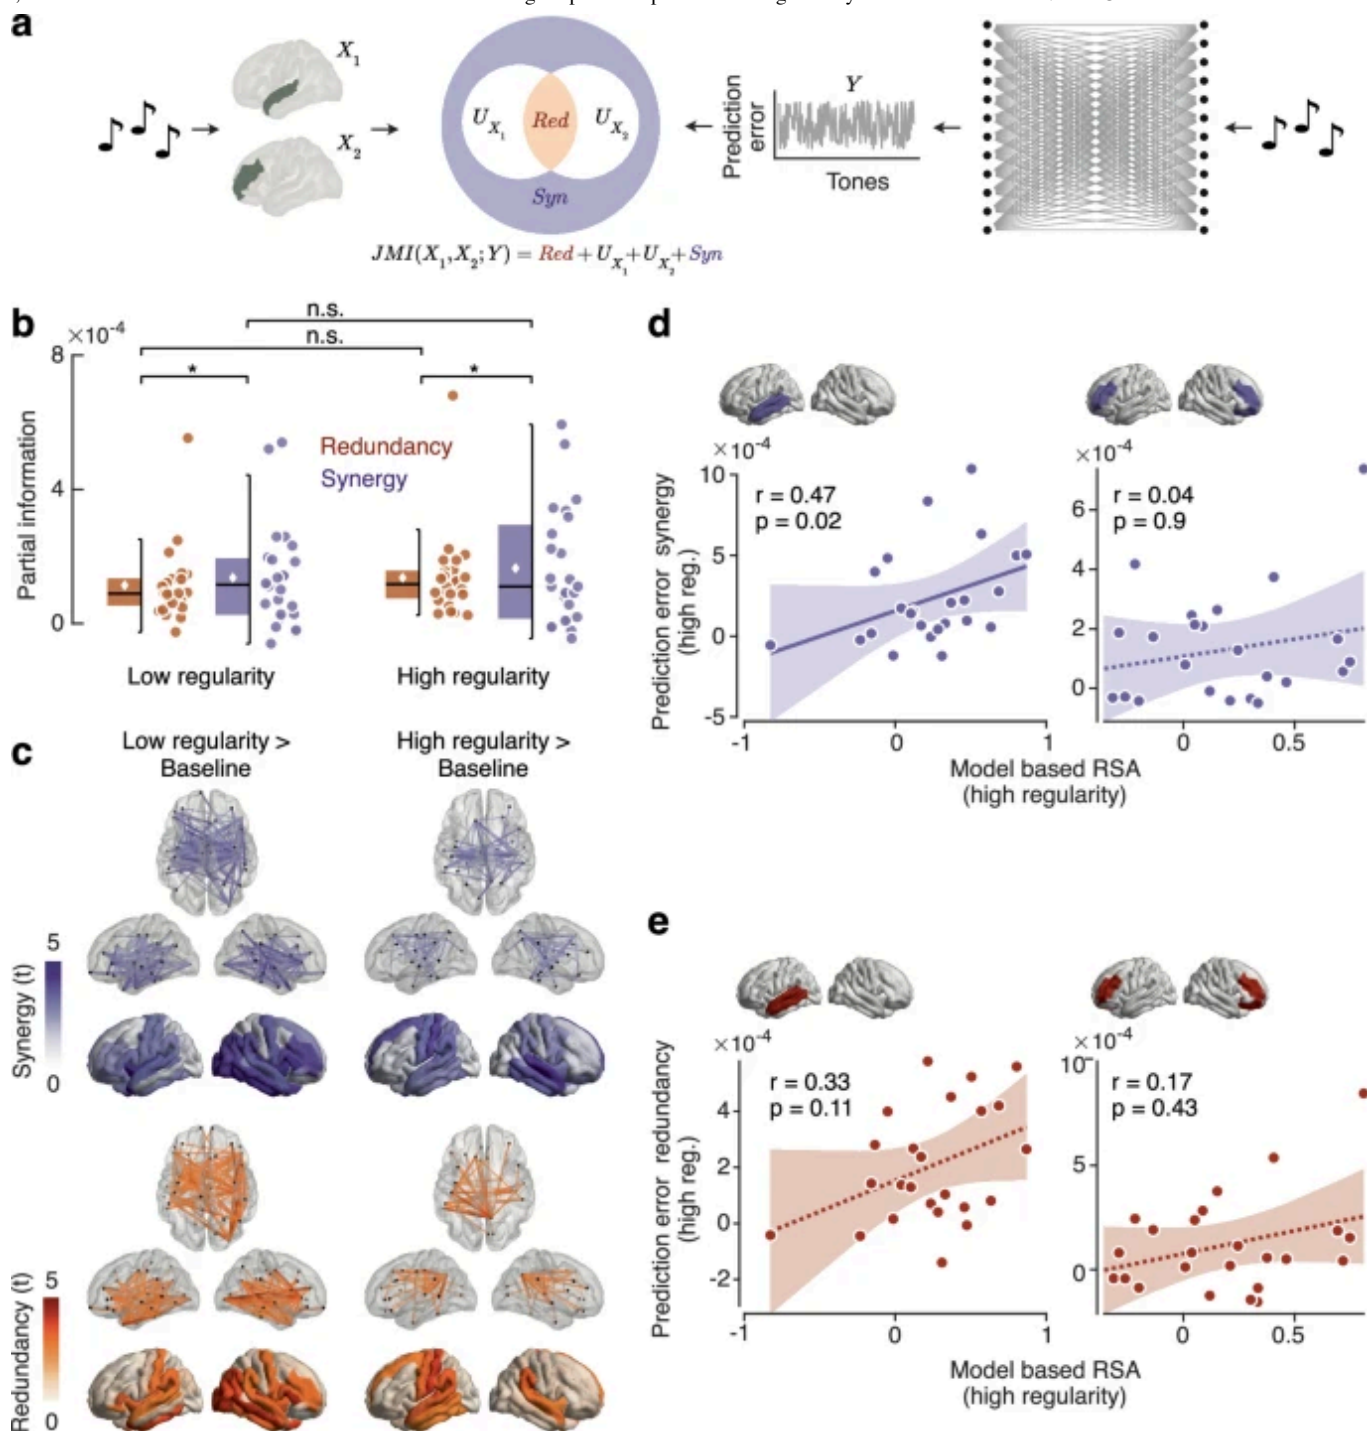 a
X1
X2
UX1
Red
UX2
Syn
JMI(X1,X2;Y) = Red + UX1+UX2+Syn
Prediction
error
Y
Tones
b
×10-4
8
4
0
Partial information
n.s.
n.s.
*
*
Redundancy
Synergy
Low regularity
High regularity
c
Low regularity >
Baseline
High regularity >
Baseline
Synergy (t)
5
0
Redundancy (t)
5
0
d
×10-4
10
5
0
-5
r = 0.47
p = 0.02
Prediction error synergy
(high reg.)
-1
0
1
×10-4
6
4
2
0
r = 0.04
p = 0.9
0
0.5
Model based RSA
(high regularity)
e
×10-4
4
2
0
-2
r = 0.33
p = 0.11
Prediction error redundancy
(high reg.)
-1
0
1
×10-4
10
5
0
r = 0.17
p = 0.43
0
0.5
Model based RSA
(high regularity)